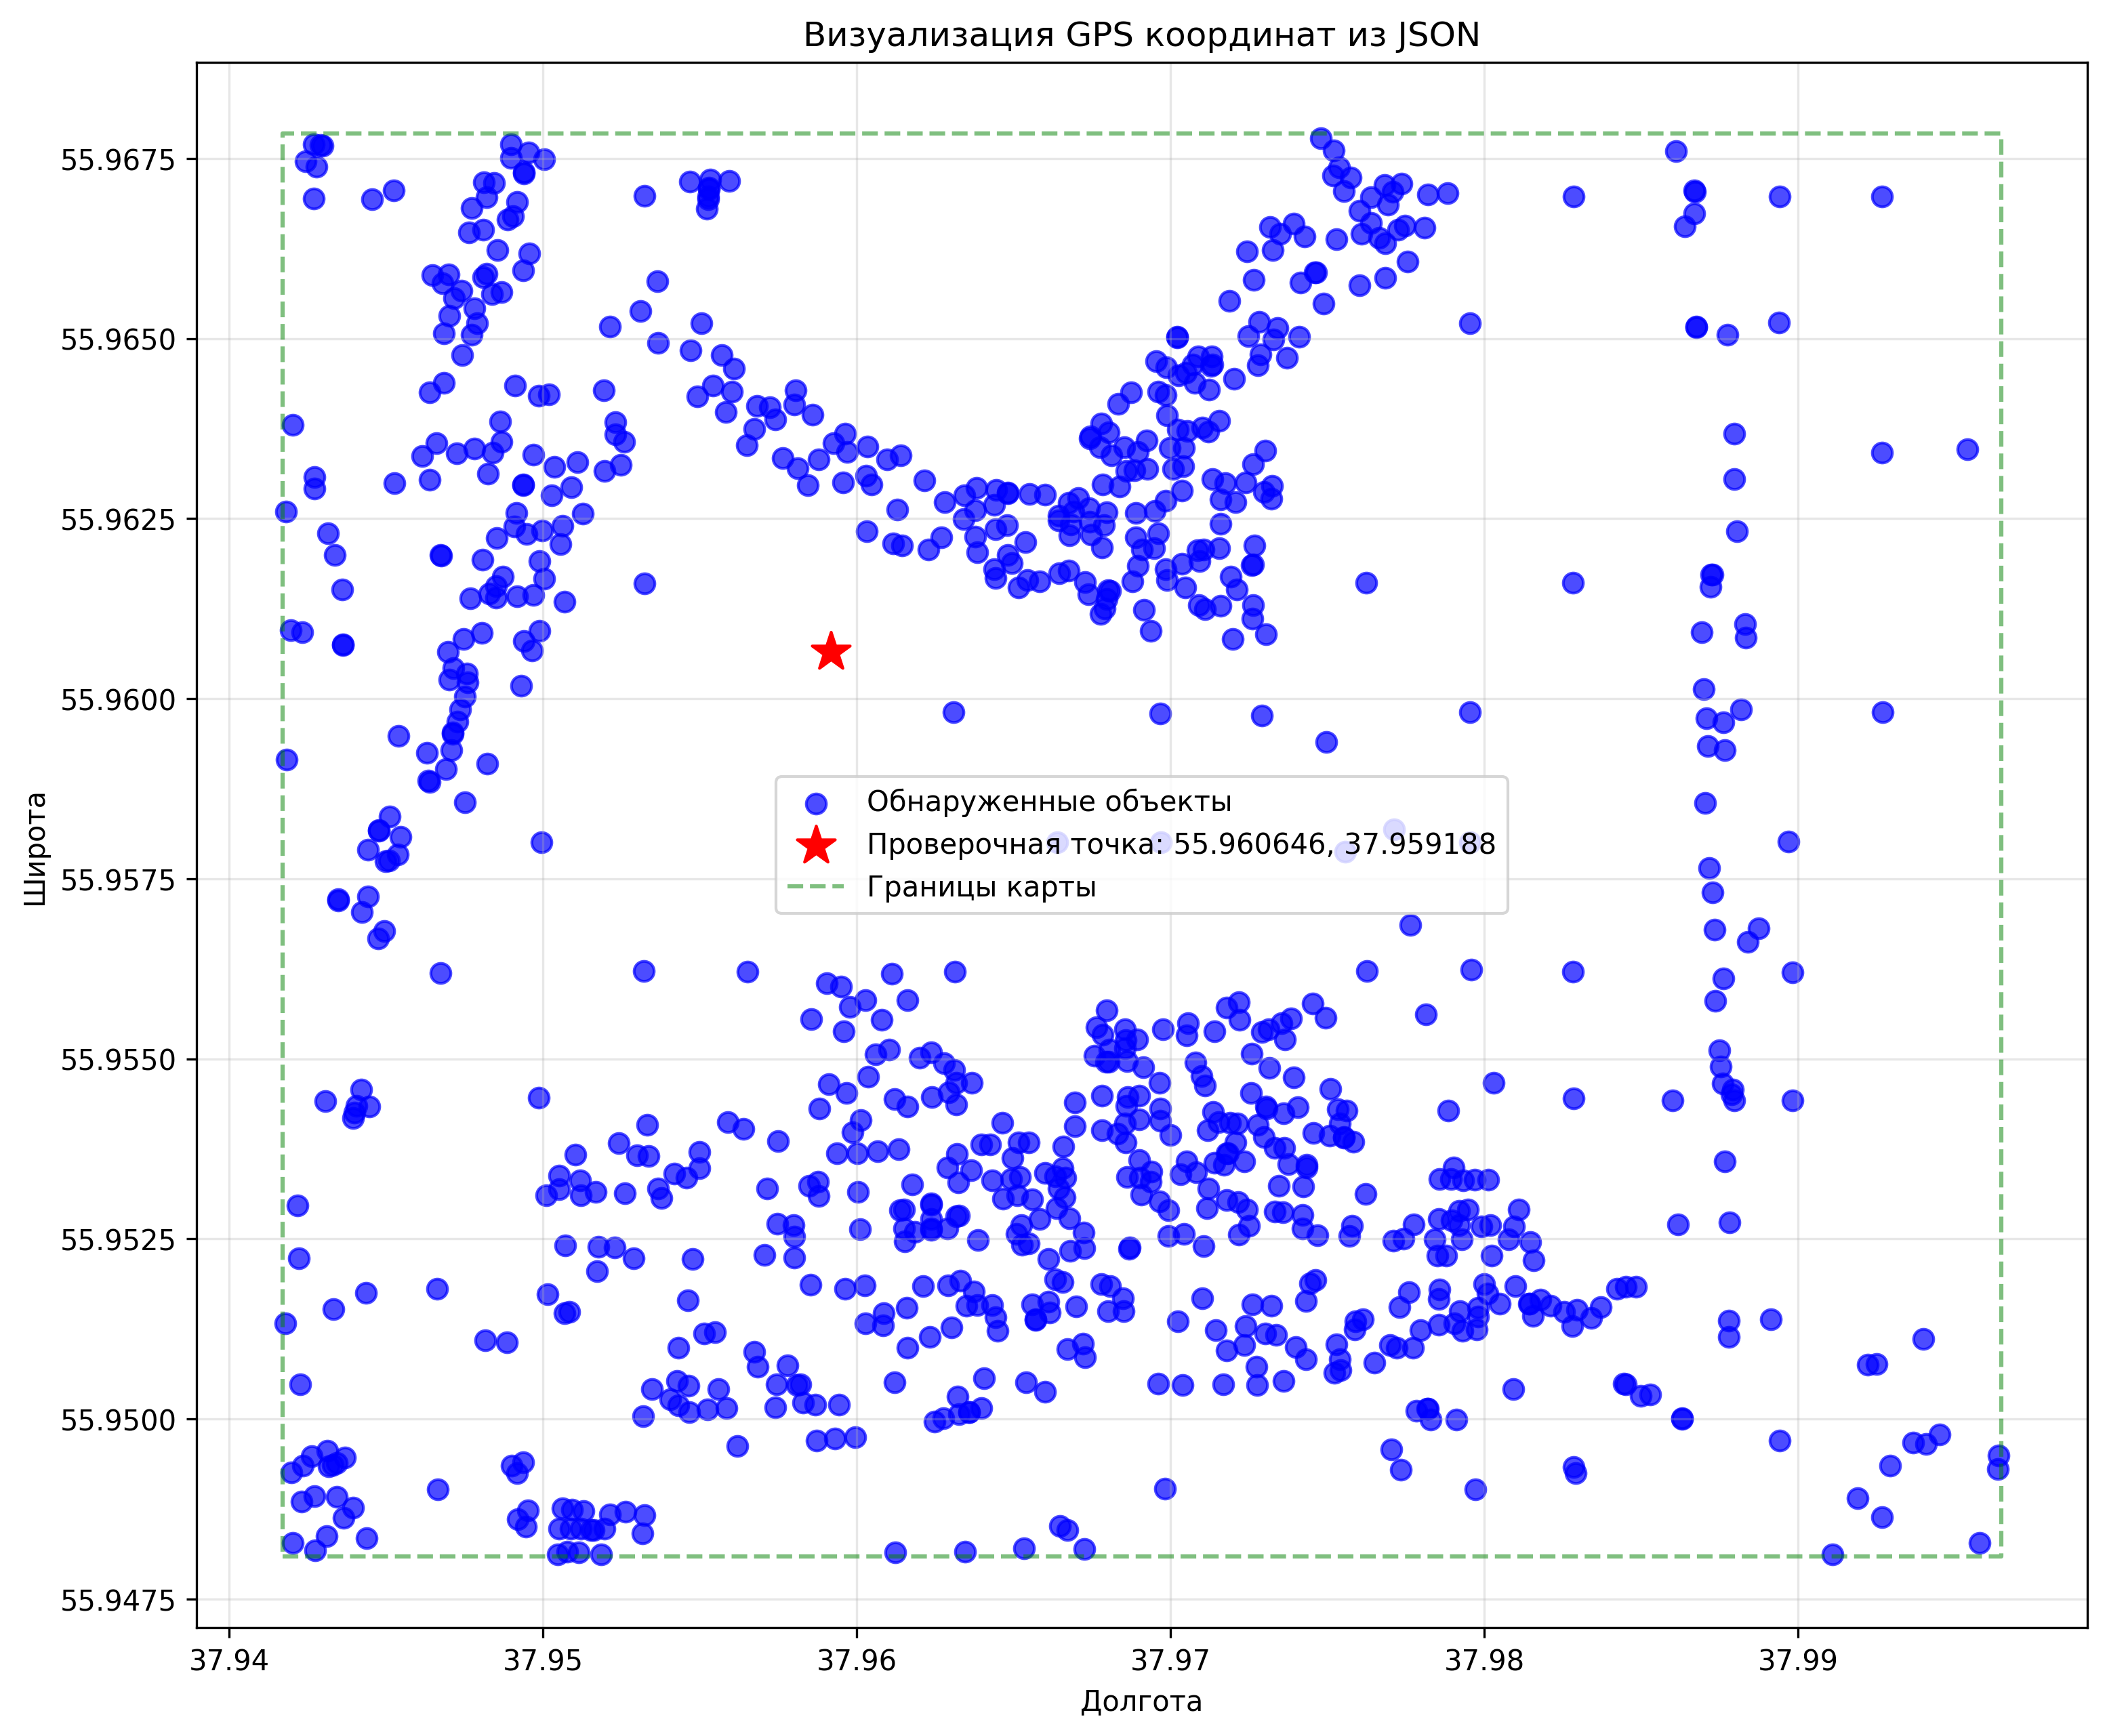 Визуализация GPS координат из JSON
Широта
55.9675
55.9650
55.9625
55.9600
55.9575
55.9550
55.9525
55.9500
55.9475
Обнаруженные объекты
Проверочная точка: 55.960646, 37.959188
Границы карты
37.94 37.95 37.96 37.97 37.98 37.99
Долгота